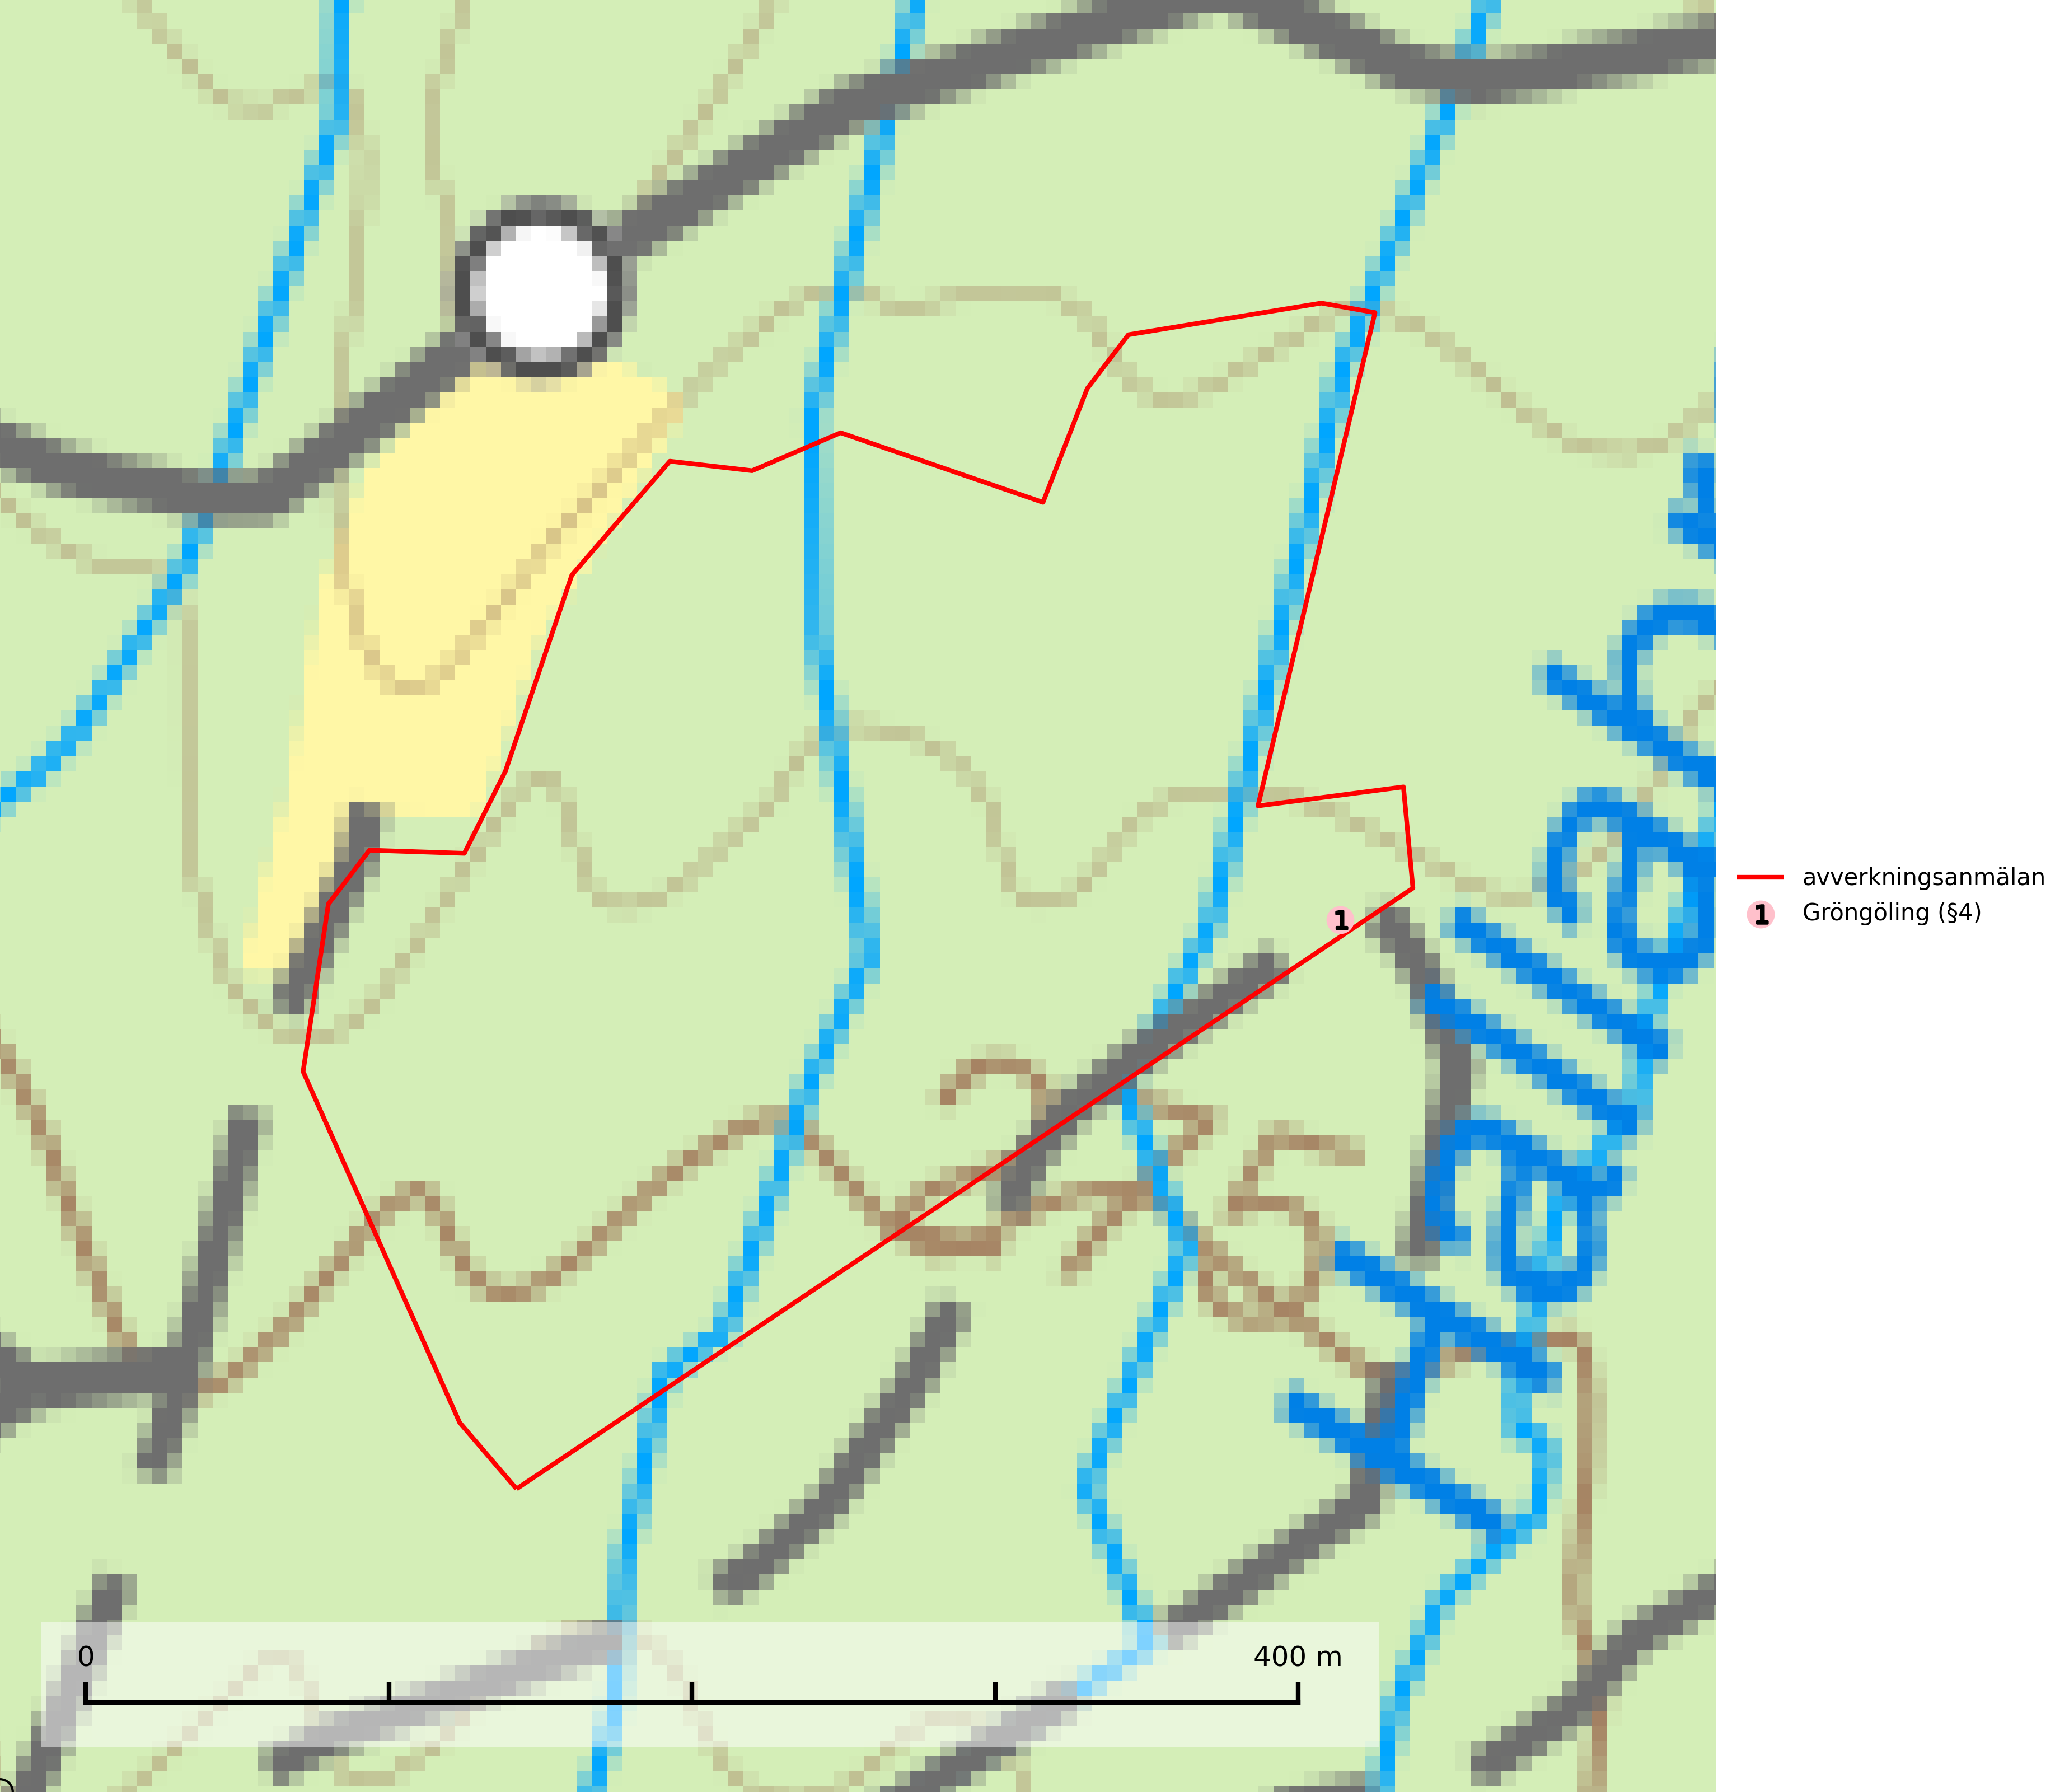 1
avverkningsanmälan
1 Gröngöling (§4)
0 400 m